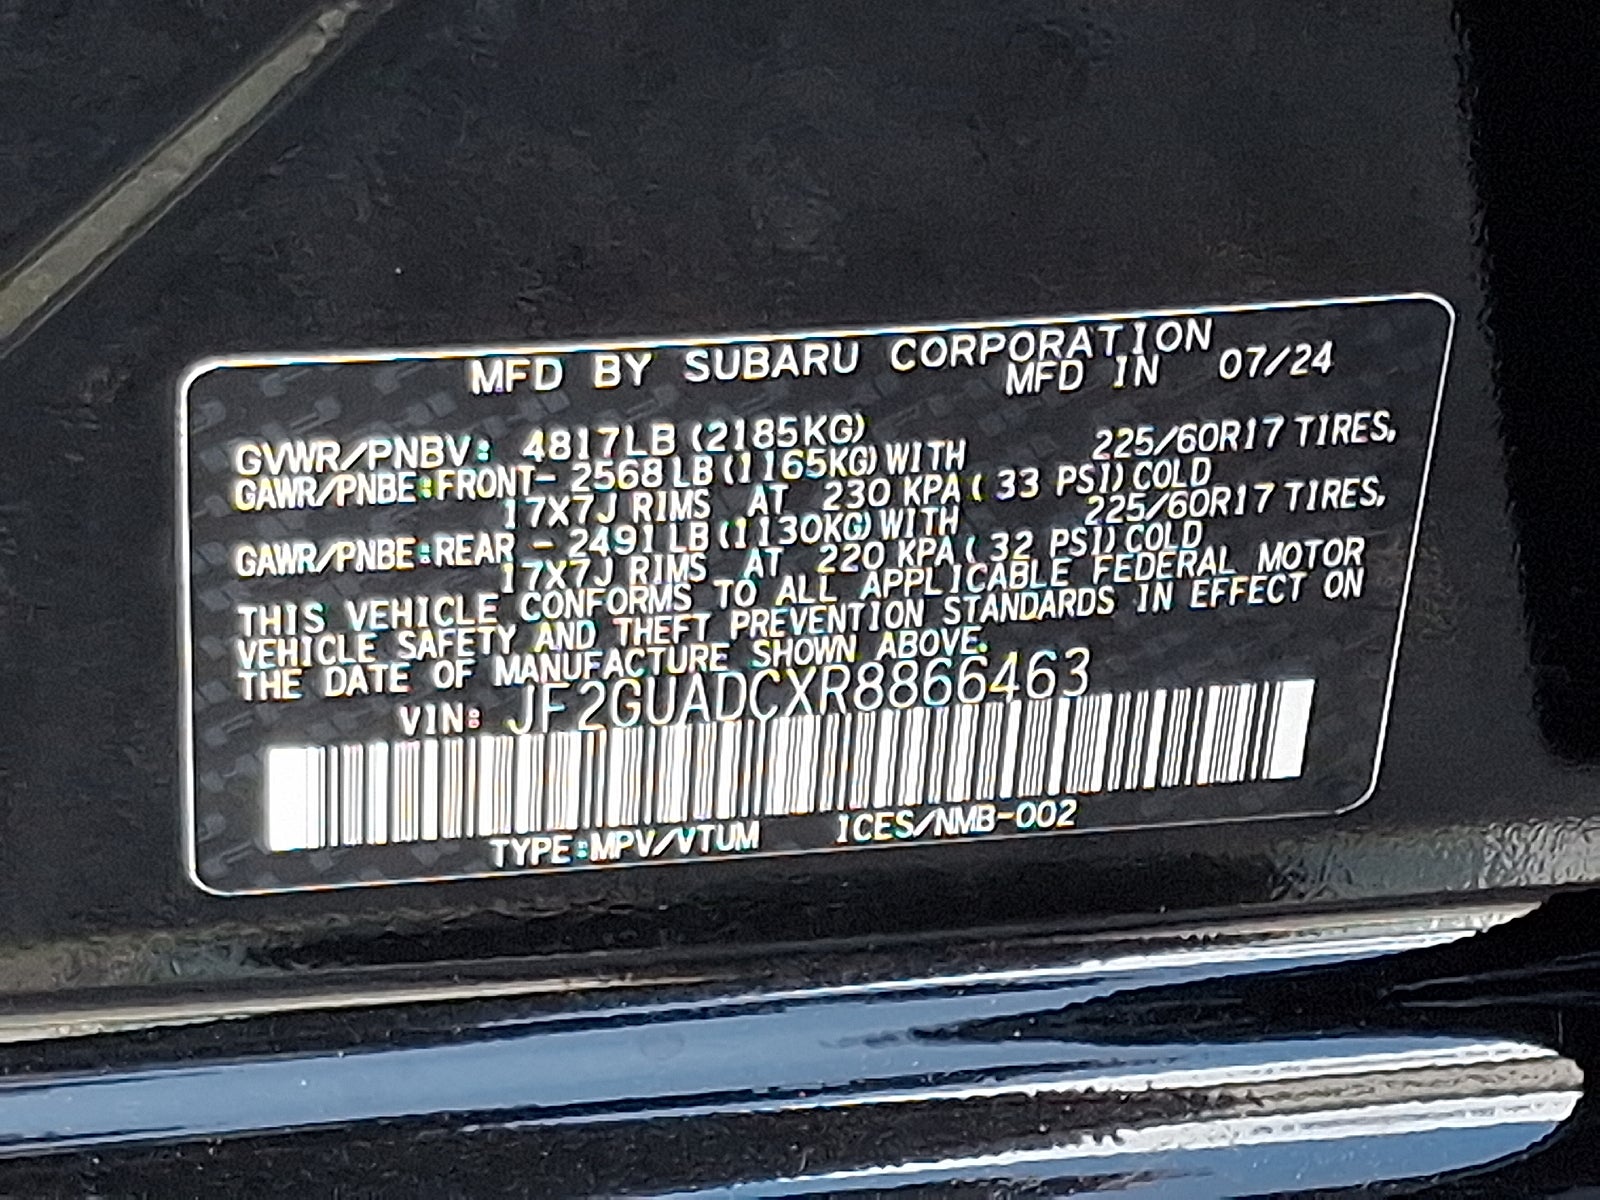 MFD BY SUBARU CORPORATION
MFD IN 07/24
GVWR/PNBV: 4817LB (2185KG)
GAWR/PNBE:FRONT- 2568LB (1165KG) WITH 225/60R17 TIRES,
17X7J RIMS AT 230 KPA ( 33 PSI) COLD
GAWR/PNBE:REAR - 2491LB (1130KG) WITH 225/60R17 TIRES,
17X7J RIMS AT 220 KPA ( 32 PSI) COLD
THIS VEHICLE CONFORMS TO ALL APPLICABLE FEDERAL MOTOR
VEHICLE SAFETY AND THEFT PREVENTION STANDARDS IN EFFECT ON
THE DATE OF MANUFACTURE SHOWN ABOVE.
VIN: JF2GUADCXR8866463
TYPE:MPV/VTUM ICES/NMB-002